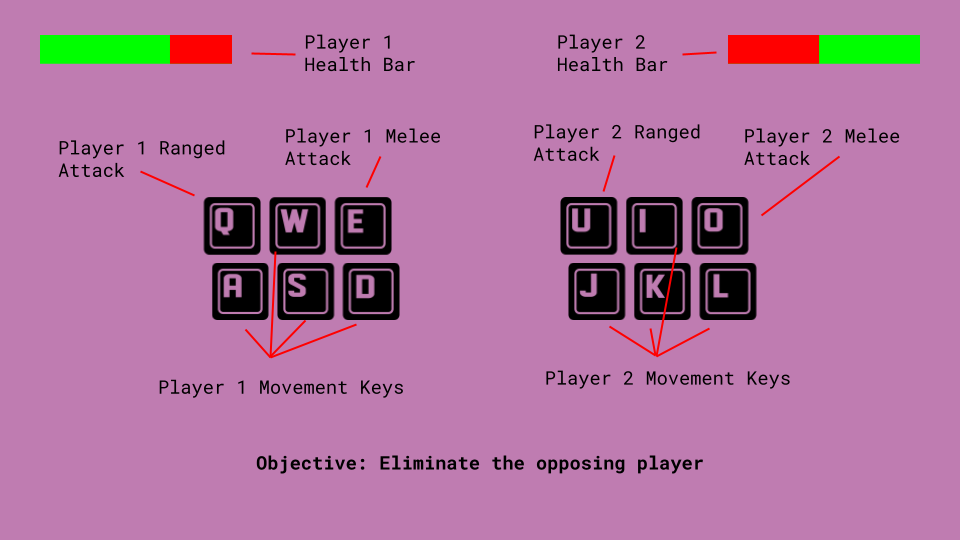 Player 1
Health Bar
Player 2
Health Bar
Player 1 Ranged
Attack
Player 1 Melee
Attack
Player 2 Ranged
Attack
Player 2 Melee
Attack
Q W E
A S D
U I O
J K L
Player 1 Movement Keys
Player 2 Movement Keys
Objective: Eliminate the opposing player